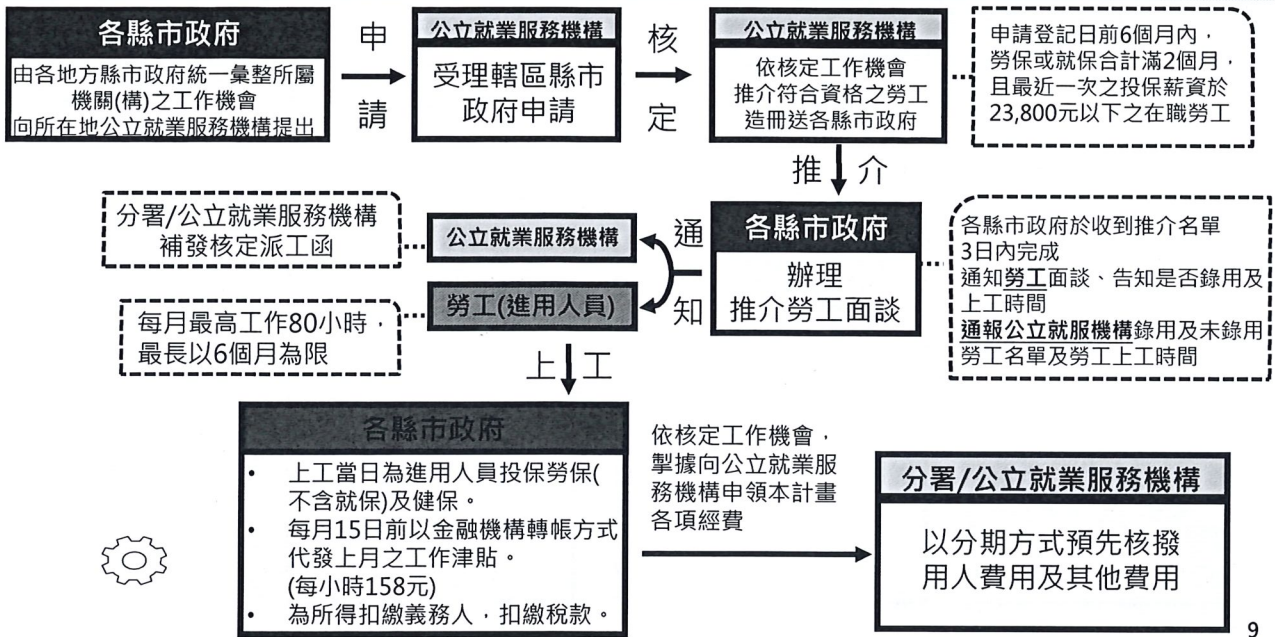 各縣市政府
由各地方縣市政府統一彙整所屬
機關(構)之工作機會
向所在地公立就業服務機構提出
申
請
公立就業服務機構
受理轄區縣市
政府申請
核
定
公立就業服務機構
依核定工作機會
推介符合資格之勞工
造冊送各縣市政府
申請登記日前6個月內，
勞保或就保合計滿2個月，
且最近一次之投保薪資於
23,800元以下之在職勞工
推 介
分署/公立就業服務機構
補發核定派工函
公立就業服務機構
通
知
各縣市政府
辦理
推介勞工面談
各縣市政府於收到推介名單
3日內完成
通知勞工面談、告知是否錄用及
上工時間
通報公立就服機構錄用及未錄用
勞工名單及勞工上工時間
每月最高工作80小時，
最長以6個月為限
勞工(進用人員)
上 工
各縣市政府
• 上工當日為進用人員投保勞保(
不含就保)及健保。
• 每月15日前以金融機構轉帳方式
代發上月之工作津貼。
(每小時158元)
• 為所得扣繳義務人，扣繳稅款。
依核定工作機會，
掣據向公立就業服
務機構申領本計畫
各項經費
分署/公立就業服務機構
以分期方式預先核撥
用人費用及其他費用
9